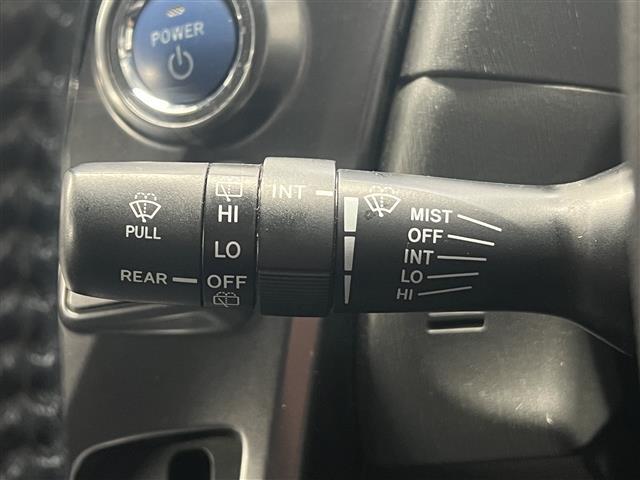 POWER
PULL
REAR
HI
LO
OFF
INT
MIST
OFF
INT
LO
HI